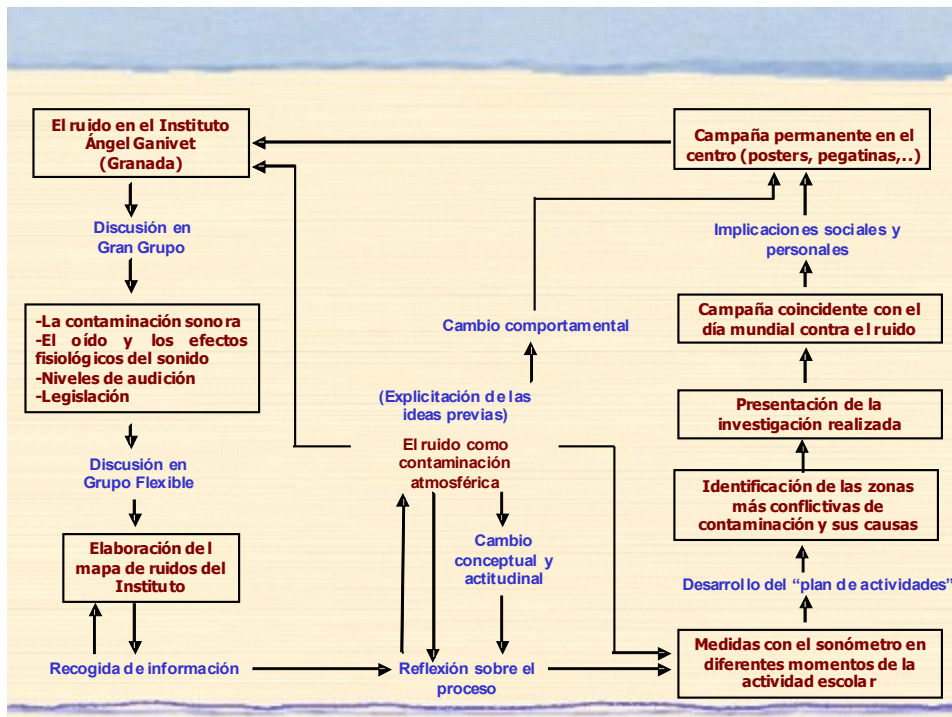 El ruido en el Instituto
Ángel Ganivet
(Granada)
Discusión en
Gran Grupo
-La contaminación sonora
-El oído y los efectos
fisiológicos del sonido
-Niveles de audición
-Legislación
Discusión en
Grupo Flexible
Elaboración del
mapa de ruidos del
Instituto
Recogida de información
Cambio comportamental
(Explicitación de las
ideas previas)
El ruido como
contaminación
atmosférica
Cambio
conceptual y
actitudinal
Reflexión sobre el
proceso
Campaña permanente en el
centro (posters, pegatinas,..)
Implicaciones sociales y
personales
Campaña coincidente con el
día mundial contra el ruido
Presentación de la
investigación realizada
Identificación de las zonas
más conflictivas de
contaminación y sus causas
Desarrollo del “plan de actividades”
Medidas con el sonómetro en
diferentes momentos de la
actividad escolar